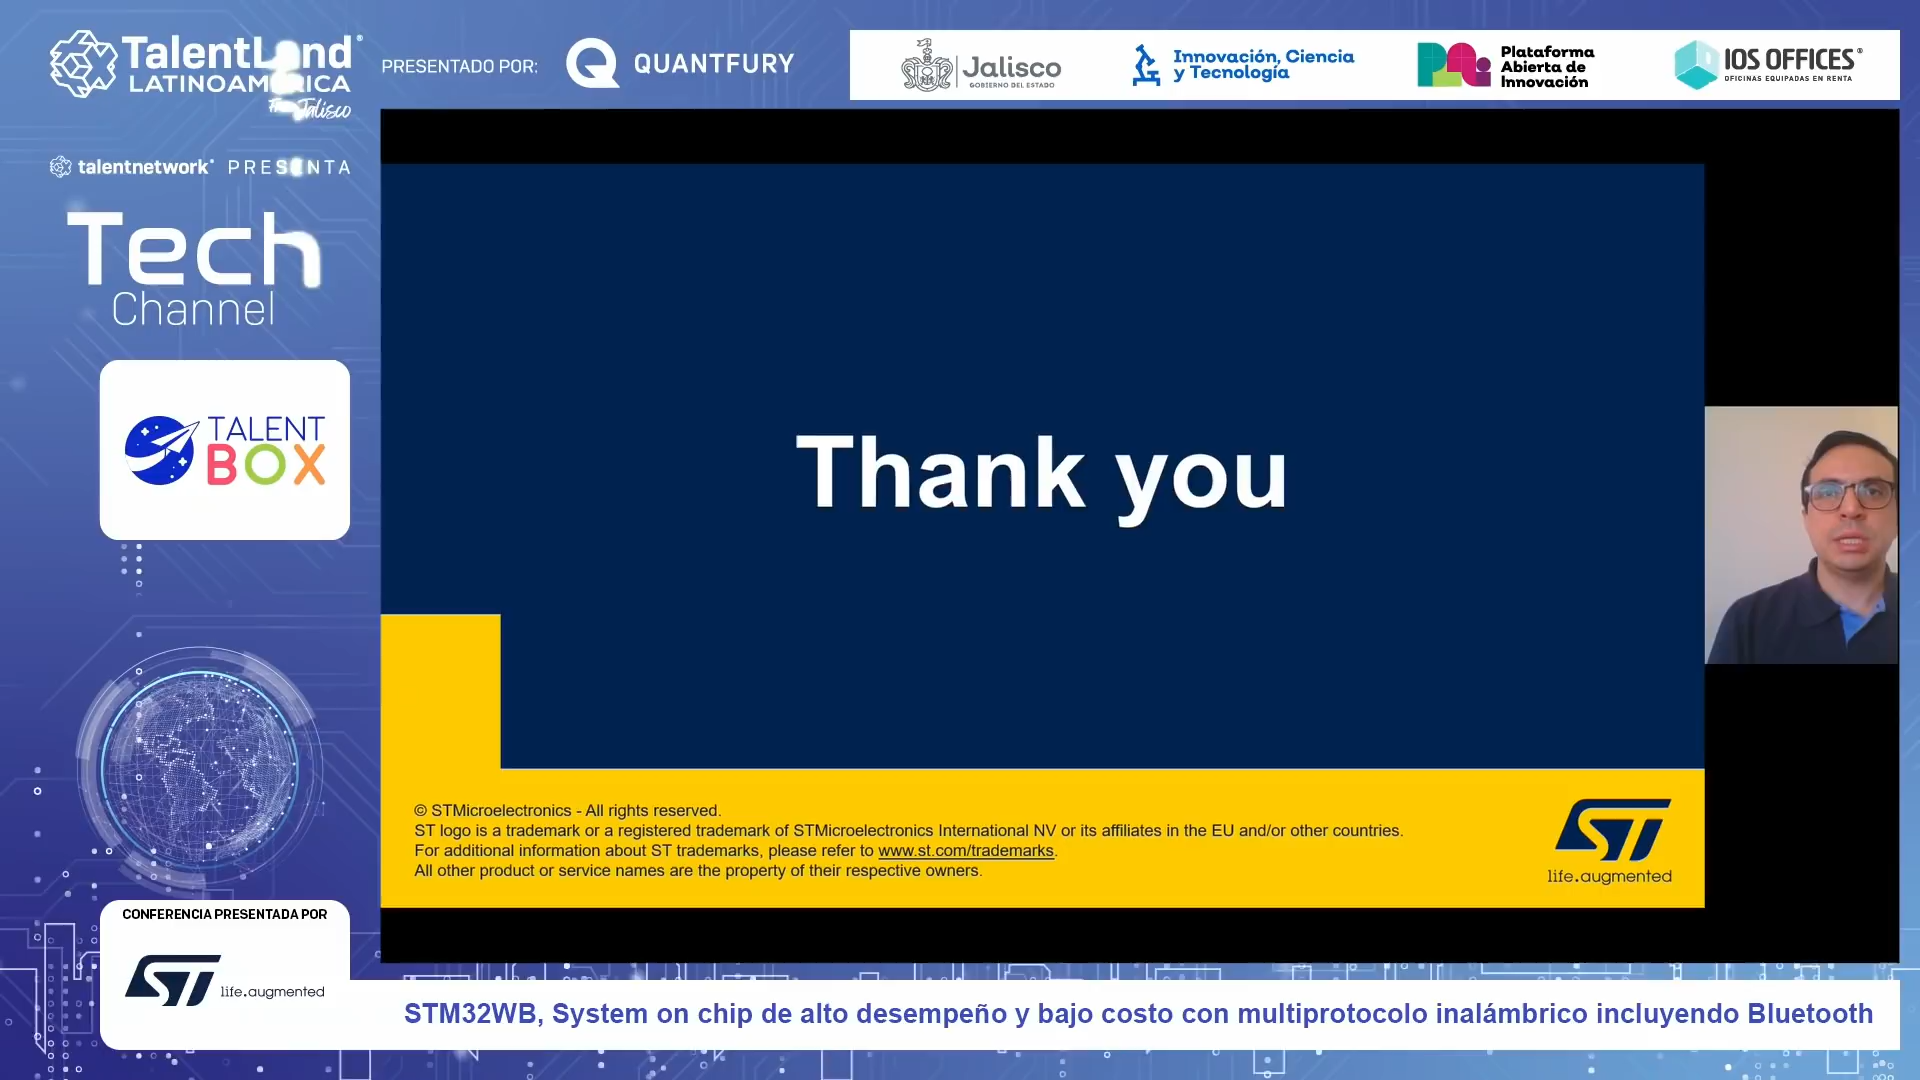 TalentLand®
LATINOAMÉRICA
Jalisco
PRESENTADO POR:
QUANTFURY
Jalisco
GOBIERNO DEL ESTADO
Innovación, Ciencia
y Tecnología
Plataforma
Abierta de
Innovación
IOS OFFICES®
OFICINAS EQUIPADAS EN RENTA
talentnetwork® PRESENTA
Tech
Channel
TALENT
BOX
Thank you
© STMicroelectronics - All rights reserved.
ST logo is a trademark or a registered trademark of STMicroelectronics International NV or its affiliates in the EU and/or other countries.
For additional information about ST trademarks, please refer to www.st.com/trademarks.
All other product or service names are the property of their respective owners.
ST
life.augmented
CONFERENCIA PRESENTADA POR
ST life.augmented
STM32WB, System on chip de alto desempeño y bajo costo con multiprotocolo inalámbrico incluyendo Bluetooth